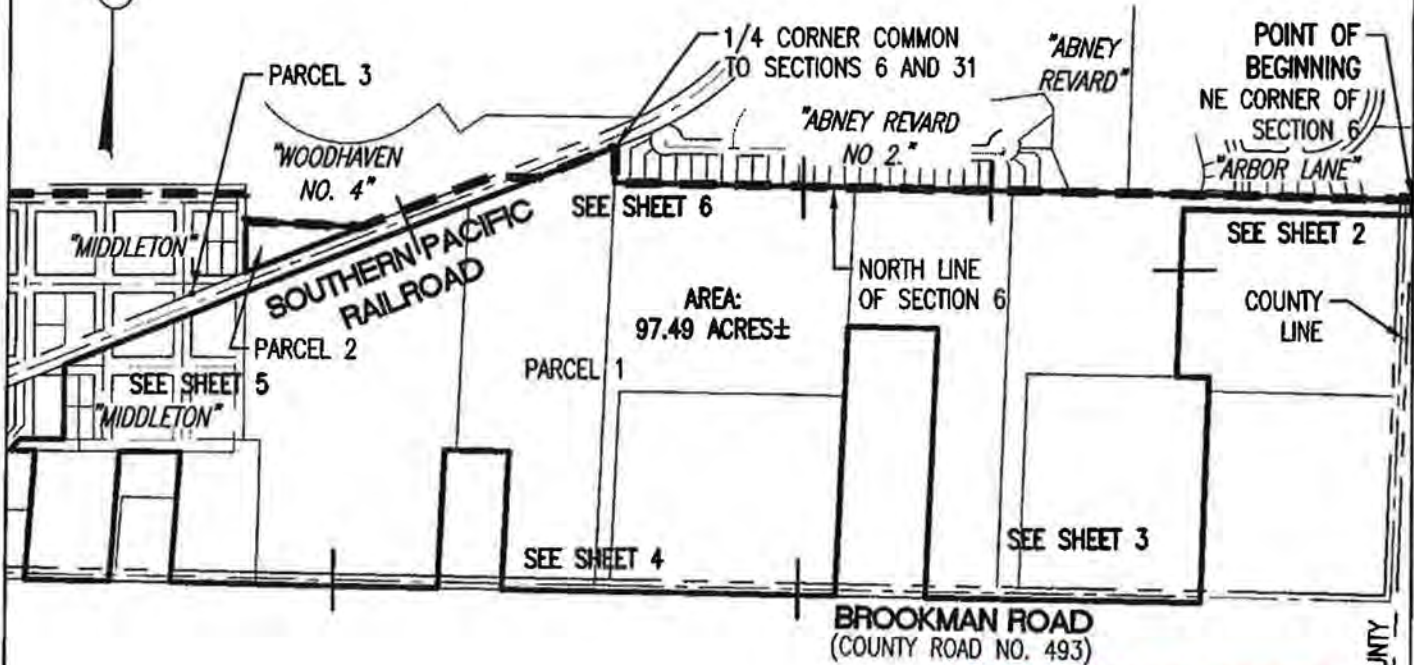 1/4 CORNER COMMON
TO SECTIONS 6 AND 31
"ABNEY
REVARD"
POINT OF
BEGINNING
NE CORNER OF
SECTION 6
PARCEL 3
"WOODHAVEN
NO. 4"
"ABNEY REVARD
NO 2."
"ARBOR LANE"
"MIDDLETON"
SOUTHERN PACIFIC
RAILROAD
SEE SHEET 6
SEE SHEET 2
NORTH LINE
OF SECTION 6
AREA:
97.49 ACRES±
COUNTY
LINE
PARCEL 2
PARCEL 1
SEE SHEET 5
"MIDDLETON"
SEE SHEET 4
SEE SHEET 3
BROOKMAN ROAD
(COUNTY ROAD NO. 493)